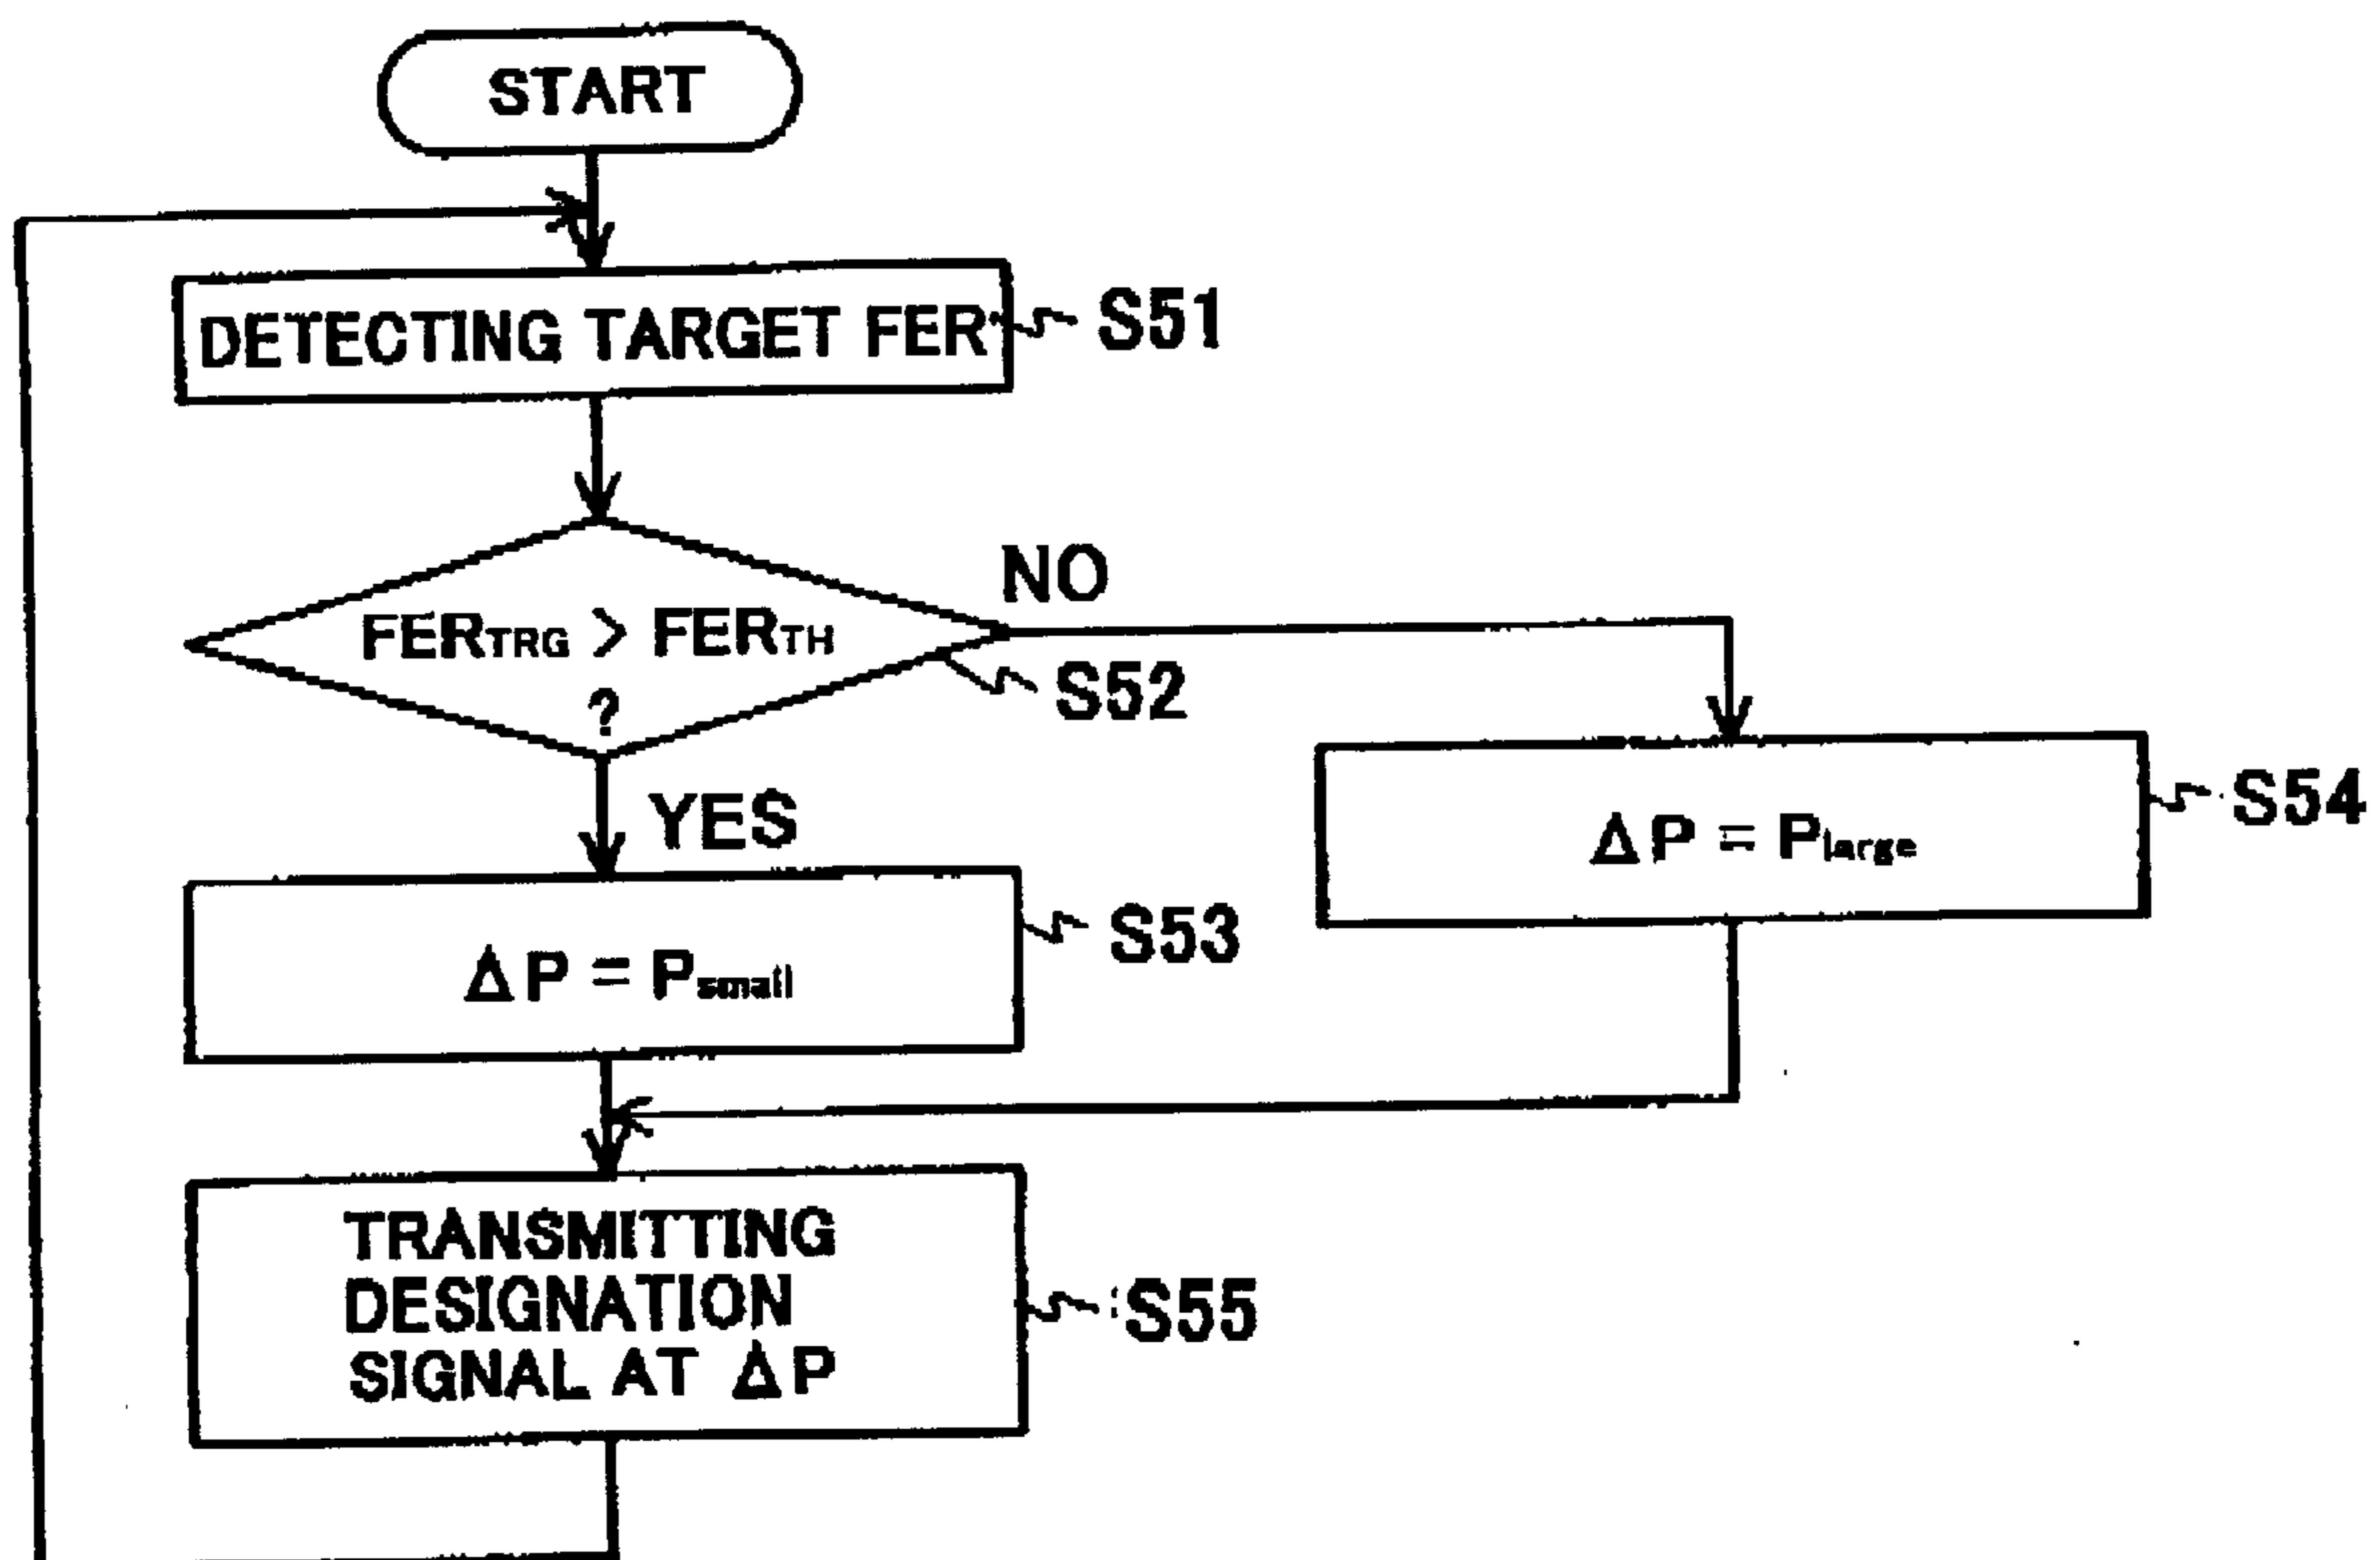 START
DETECTING TARGET FER
S51
NO
FERTRG > FERTH
?
S52
YES
S54
ΔP = Plarge
S53
ΔP = Psmall
TRANSMITTING
DESIGNATION
SIGNAL AT ΔP
S55